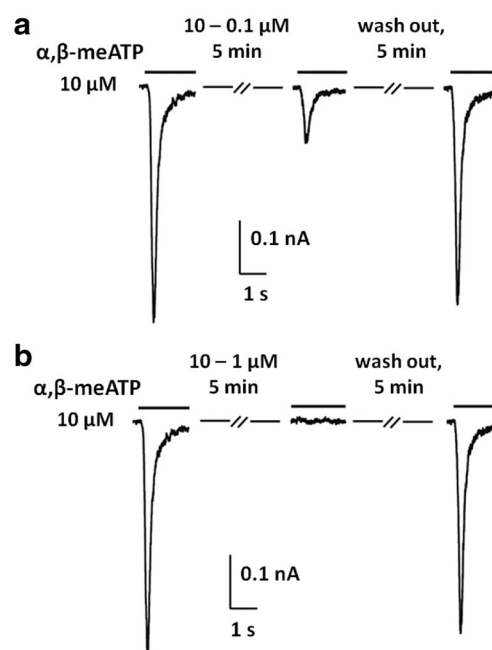 a
10 – 0.1 µM
wash out,
α,β-meATP
5 min
5 min
10 µM
0.1 nA
1 s
b
10 – 1 µM
wash out,
α,β-meATP
5 min
5 min
10 µM
0.1 nA
1 s